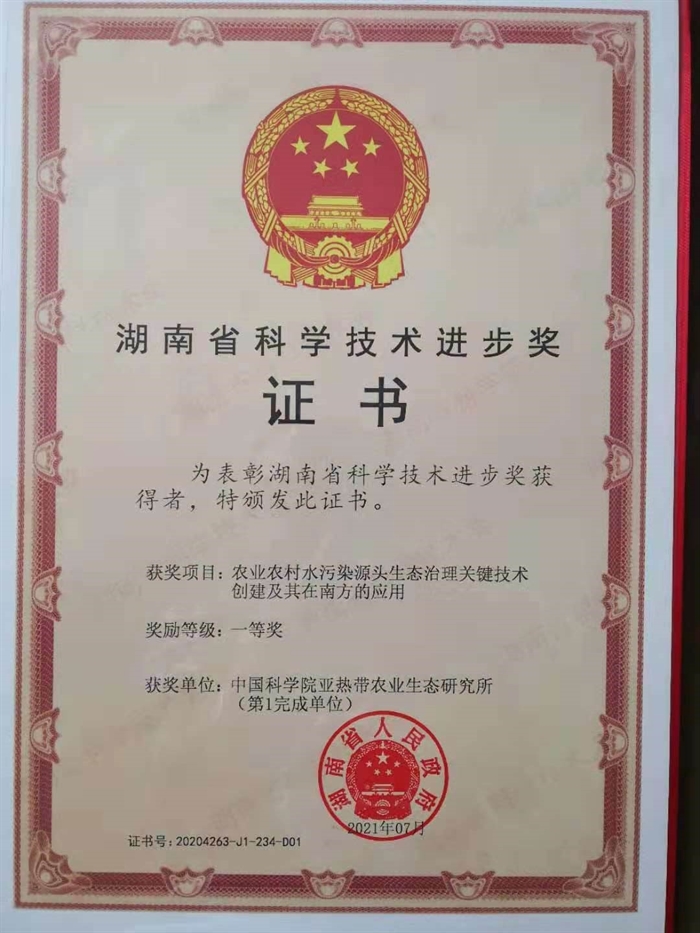 湖南省科学技术进步奖
证书
为表彰湖南省科学技术进步奖获
得者，特颁发此证书。
获奖项目：农业农村水污染源头生态治理关键技术
创建及其在南方的应用
奖励等级：一等奖
获奖单位：中国科学院亚热带农业生态研究所
（第1完成单位）
湖南省人民政府
2021年07月
证书号：20204263-J1-234-D01